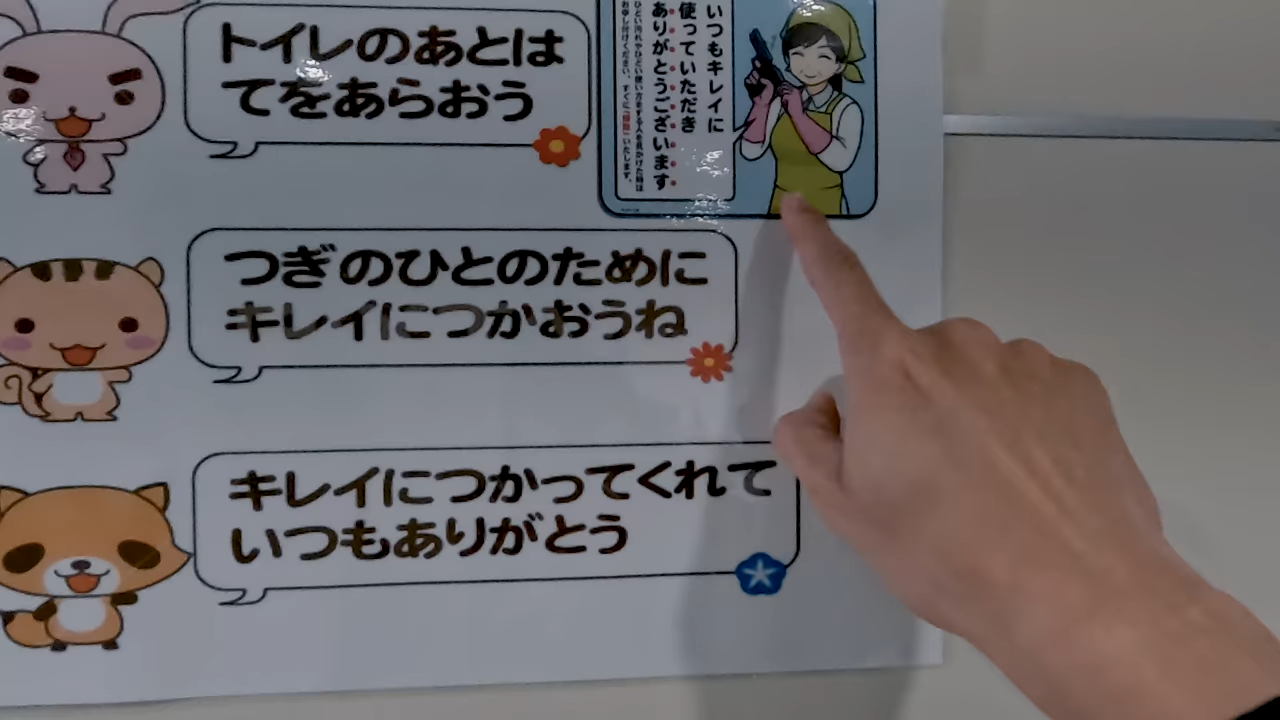 トイレのあとは
てをあらおう
いつもキレイに
使っていただき
ありがとうございます
つぎのひとのために
キレイにつかおうね
キレイにつかってくれて
いつもありがとう